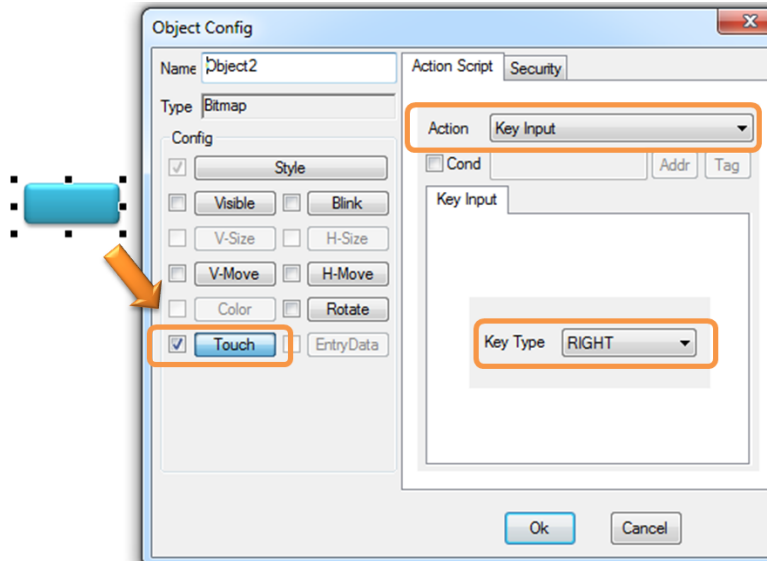 Object Config
Name Object2
Type Bitmap
Config
Style
Visible Blink
V-Size H-Size
V-Move H-Move
Color Rotate
Touch EntryData
Action Script Security
Action Key Input
Cond Addr Tag
Key Input
Key Type RIGHT
Ok Cancel